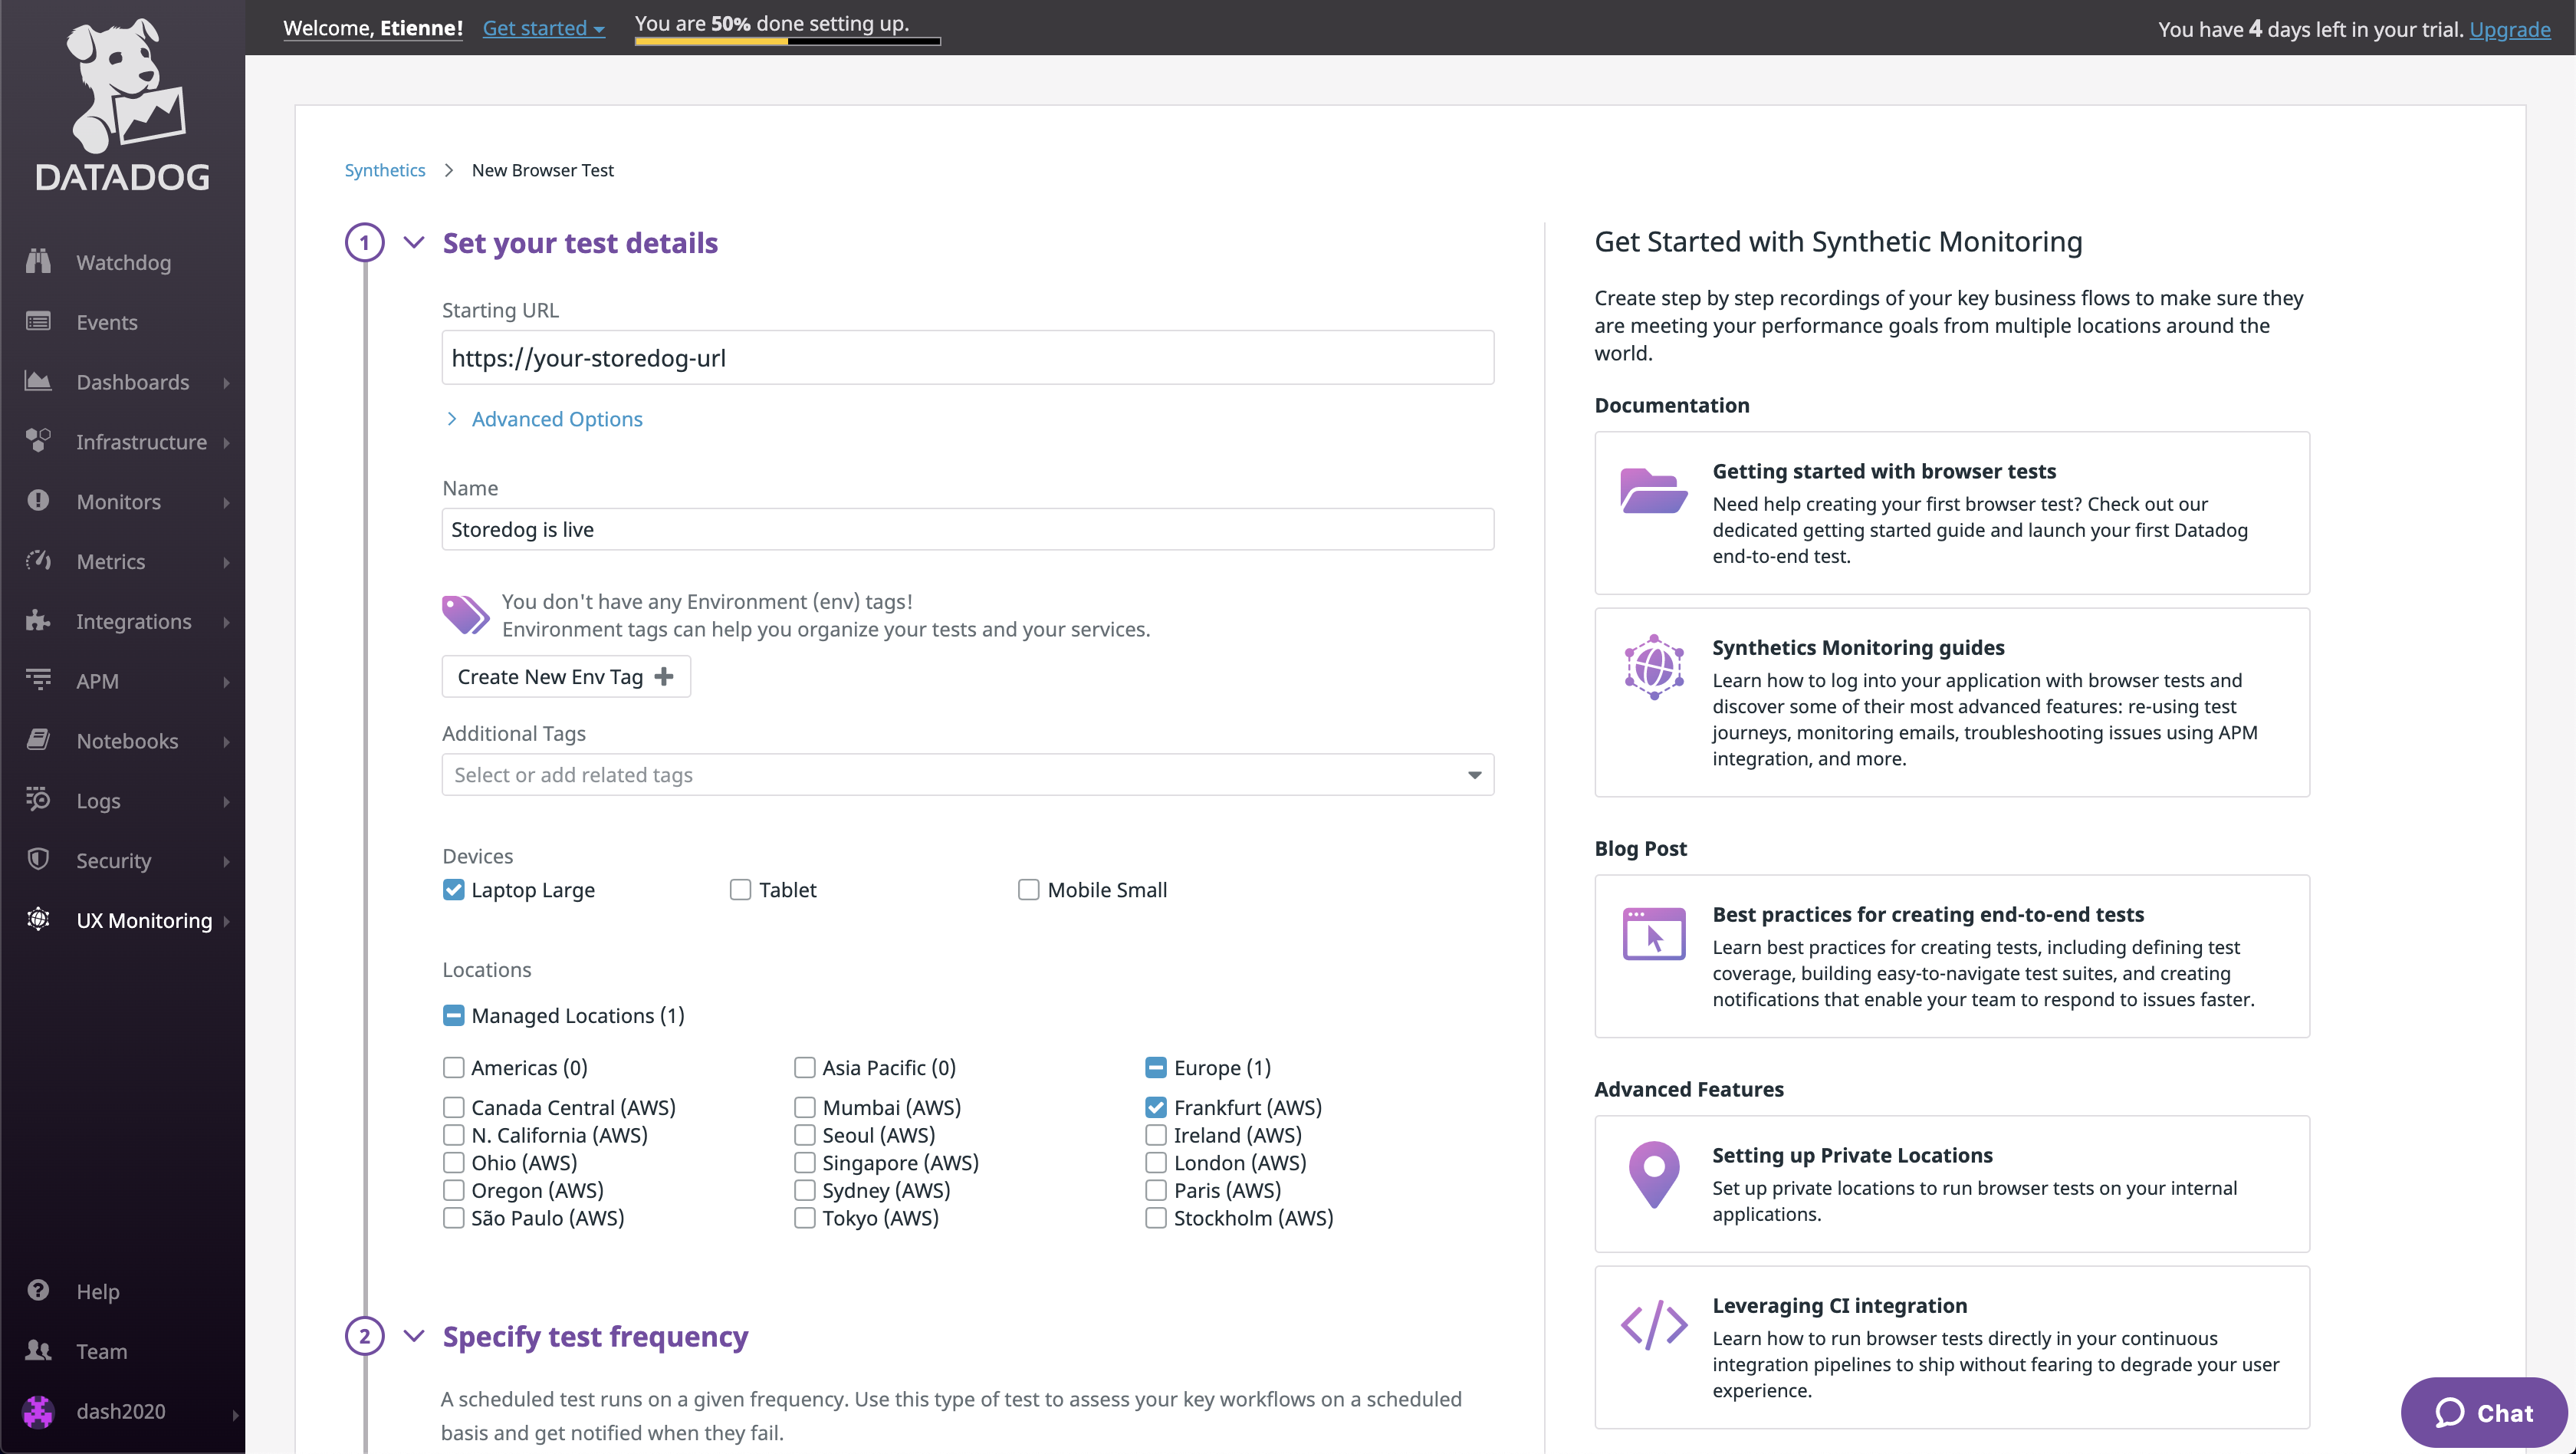 DATADOG
Watchdog
Events
Dashboards
Infrastructure
Monitors
Metrics
Integrations
APM
Notebooks
Logs
Security
UX Monitoring
Help
Team
dash2020
Welcome, Etienne!
Get started
You are 50% done setting up.
You have 4 days left in your trial. Upgrade
Synthetics > New Browser Test
1 Set your test details
Starting URL
https://your-storedog-url
Advanced Options
Name
Storedog is live
You don't have any Environment (env) tags!
Environment tags can help you organize your tests and your services.
Create New Env Tag +
Additional Tags
Select or add related tags
Devices
Laptop Large
Tablet
Mobile Small
Locations
Managed Locations (1)
Americas (0)
Canada Central (AWS)
N. California (AWS)
Ohio (AWS)
Oregon (AWS)
São Paulo (AWS)
Asia Pacific (0)
Mumbai (AWS)
Seoul (AWS)
Singapore (AWS)
Sydney (AWS)
Tokyo (AWS)
Europe (1)
Frankfurt (AWS)
Ireland (AWS)
London (AWS)
Paris (AWS)
Stockholm (AWS)
2 Specify test frequency
A scheduled test runs on a given frequency. Use this type of test to assess your key workflows on a scheduled
basis and get notified when they fail.
Get Started with Synthetic Monitoring
Create step by step recordings of your key business flows to make sure they
are meeting your performance goals from multiple locations around the
world.
Documentation
Getting started with browser tests
Need help creating your first browser test? Check out our
dedicated getting started guide and launch your first Datadog
end-to-end test.
Synthetics Monitoring guides
Learn how to log into your application with browser tests and
discover some of their most advanced features: re-using test
journeys, monitoring emails, troubleshooting issues using APM
integration, and more.
Blog Post
Best practices for creating end-to-end tests
Learn best practices for creating tests, including defining test
coverage, building easy-to-navigate test suites, and creating
notifications that enable your team to respond to issues faster.
Advanced Features
Setting up Private Locations
Set up private locations to run browser tests on your internal
applications.
Leveraging CI integration
Learn how to run browser tests directly in your continuous
integration pipelines to ship without fearing to degrade your user
experience.
Chat